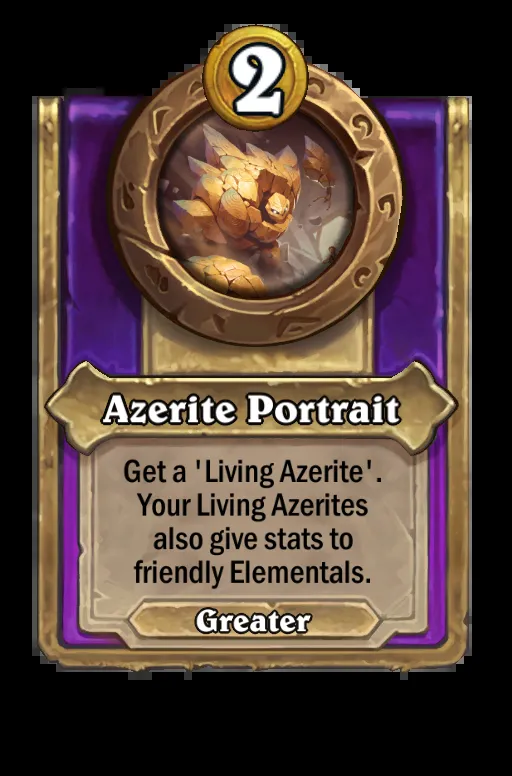 2
Azerite Portrait
Get a 'Living Azerite'.
Your Living Azerites
also give stats to
friendly Elementals.
Greater